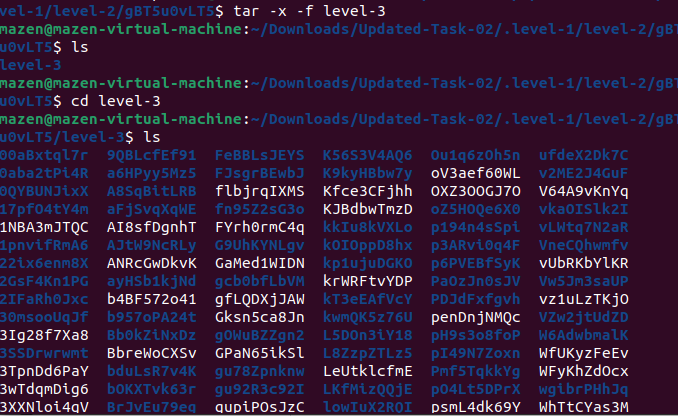 vel-1/level-2/gBT5u0vLT5$ tar -x -f level-3
mazen@mazen-virtual-machine:~/Downloads/Updated-Task-02/.level-1/level-2/gBT5
u0vLT5$ ls
level-3
mazen@mazen-virtual-machine:~/Downloads/Updated-Task-02/.level-1/level-2/gBT5
u0vLT5$ cd level-3
mazen@mazen-virtual-machine:~/Downloads/Updated-Task-02/.level-1/level-2/gBT5
u0vLT5/level-3$ ls
00aBxtql7r 9QBLcfEf91 FeBBLsJEYS K56S3V4AQ6 Ou1q6zOh5n ufdeX2Dk7C
0aba2tPi4R a6HPyy5Mz5 FJsgrBEwbJ K9kyHBbw7y oV3aef60WL v2ME2J4GuF
0QYBUNJixX A8SqBitLRB flbjrqIXMS Kfce3CFjhh OXZ3OOGJ7O V64A9vKnYq
17pfO4tY4m aFjSvqXqWE fn95Z2sG3o KJBdbwTmzD oZ5HOQe6X0 vkaOISlk2I
1NBA3mJTQC AI8sfDgnhT FYrh0rmC4q kkIu8kVXLo p194n4sSpi vLWtq7N2aR
1pnvifRmA6 AJtW9NcRLy G9UhKYNLgv kOIOppD8hx p3ARvi0q4F VneCQhwmfv
22ix6enm8X ANRcGwDkvK GaMed1WIDN kp1ujuDGKO p6PVEBfSyK vUbRKbYlKR
2GsF4Kn1PG ayHSb1kjNd gcb0bfLbVM krWRFtvYDP PaOzJn0sJV Vw5Jm3saUP
2IFaRh0Jxc b4BF572o41 gfLQDXjJAW kT3eEAfVcY PDJdFxfgvh vz1uLzTKjO
30msooUqJf b957oPA24t Gksn5ca8Jn kwmQK5z76U penDnjNMQc VZw2jtUdZD
3Ig28f7Xa8 Bb0kZiNxDz gOWuBZZgn2 L5DOn3iY18 pH9s3o8foP W6AdwbmalK
3SSDrwrwmt BbreWoCXSv GPaN65ikSl L8ZzpZTLz5 pI49N7Zoxn WfUKyzFeEv
3TpnDd6PaY bduLsR7v4K gu78Zpnknw LeUtklcfmE Pmf5TqkkYg WFyKhZdOcx
3wTdqmDig6 bOKXTvk63r gu92R3c92I LKfMizQQjE pO4Lt5DPrX wgibrPHhJq
3XXNloi4gV BrJvEu79eq gupiPOsJzC lowIuX2RQI psmL4dk69Y WhTtCYas3M